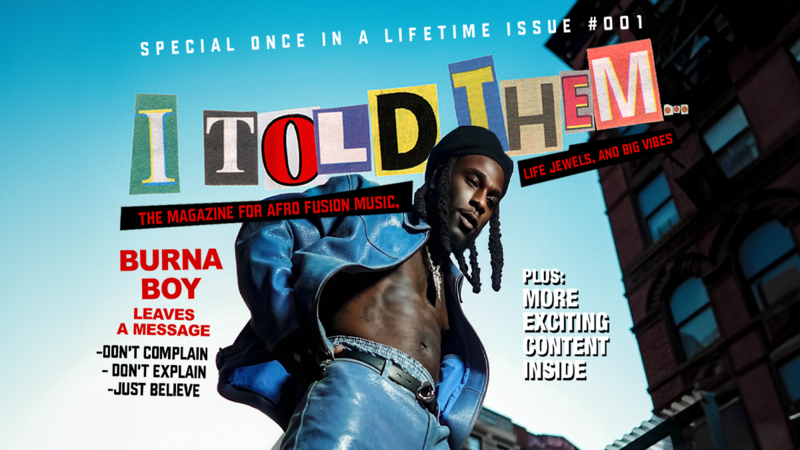 SPECIAL ONCE IN A LIFETIME ISSUE #001
I TOLD THEM...
THE MAGAZINE FOR AFRO FUSION MUSIC,
LIFE JEWELS, AND BIG VIBES
BURNA
BOY
LEAVES
A MESSAGE
-DON'T COMPLAIN
- DON'T EXPLAIN
-JUST BELIEVE
PLUS:
MORE
EXCITING
CONTENT
INSIDE